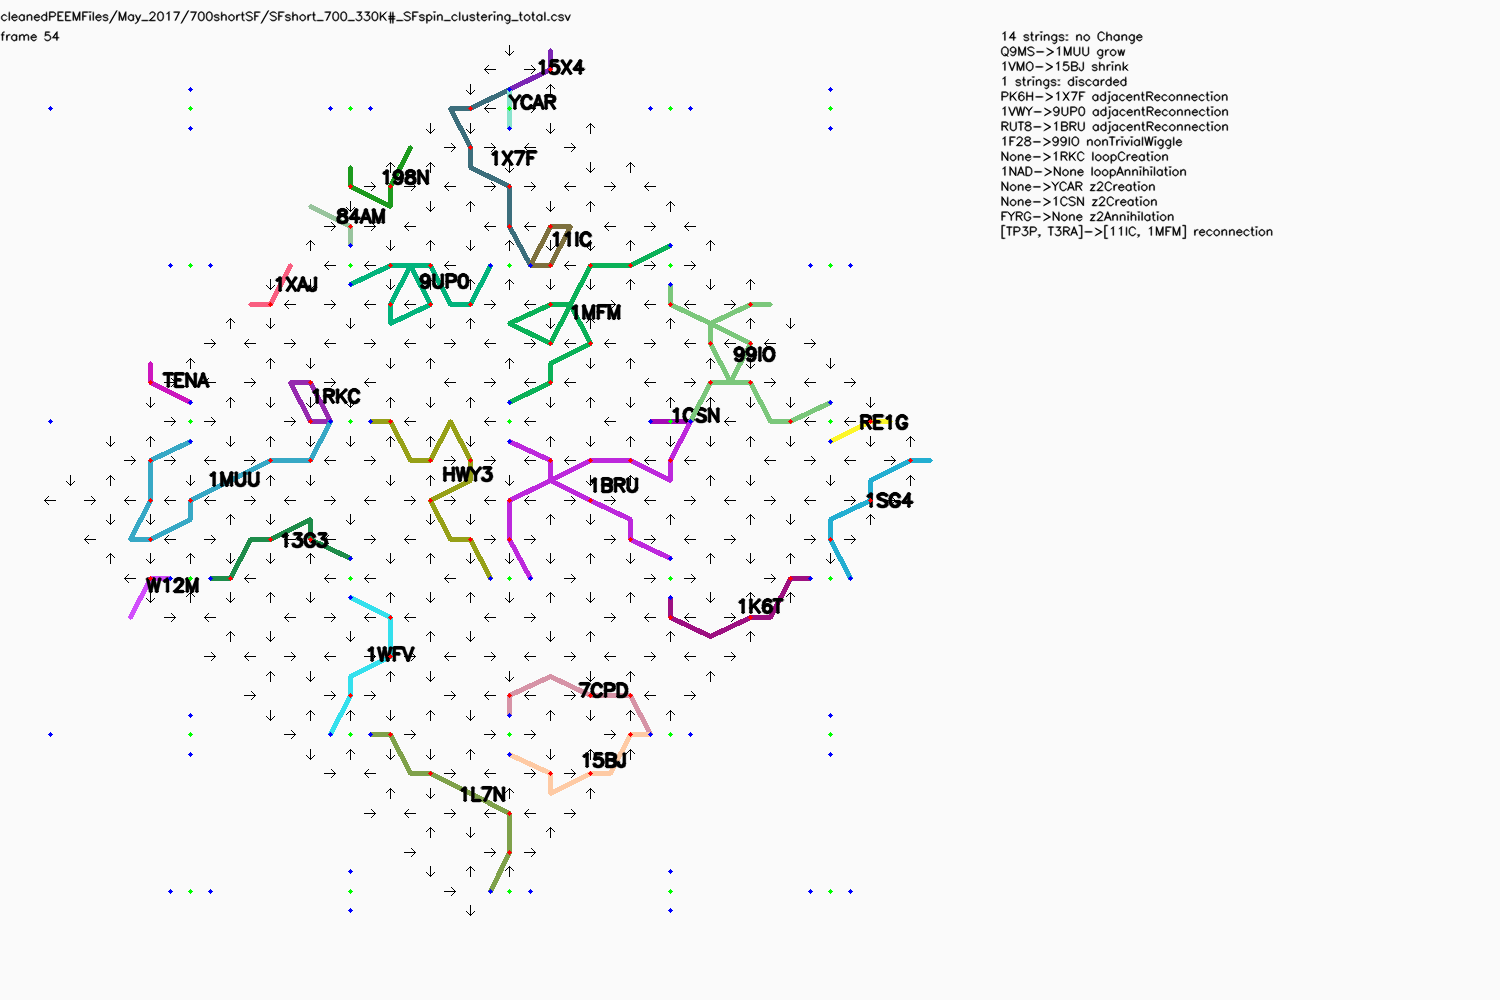 cleanedPEEMFiles/May_2017/700shortSF/SFshort_700_330K#_SFspin_clustering_total.csv
frame 54
14 strings: no Change
Q9MS->1MUU grow
1VMO->15BJ shrink
1 strings: discarded
PK6H->1X7F adjacentReconnection
1VWY->9UP0 adjacentReconnection
RUT8->1BRU adjacentReconnection
1F28->99IO nonTrivialWiggle
None->1RKC loopCreation
1NAD->None loopAnnihilation
None->YCAR z2Creation
None->1CSN z2Creation
FYRG->None z2Annihilation
[TP3P, T3RA]->[11IC, 1MFM] reconnection
15X4
YCAR
1X7F
198N
84AM
11IC
1XAJ
9UP0
1MFM
99IO
TENA
1RKC
1CSN
RE1G
HWY3
1MUU
1BRU
1SG4
13G3
W12M
1K6T
1WFV
7CPD
15BJ
1L7N